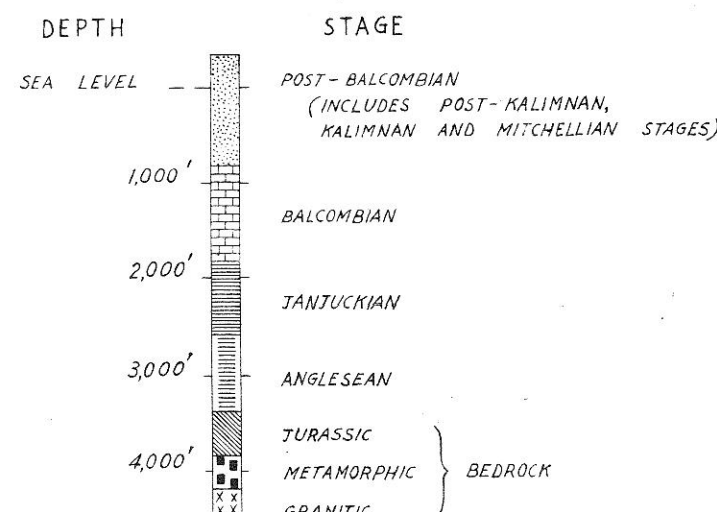 DEPTH STAGE
SEA LEVEL POST-BALCOMBIAN
(INCLUDES POST-KALIMNAN,
KALIMNAN AND MITCHELLIAN STAGES)
1,000'
BALCOMBIAN
2,000'
JANJUCKIAN
3,000'
ANGLESEAN
JURASSIC
4,000' METAMORPHIC BEDROCK
GRANITIC